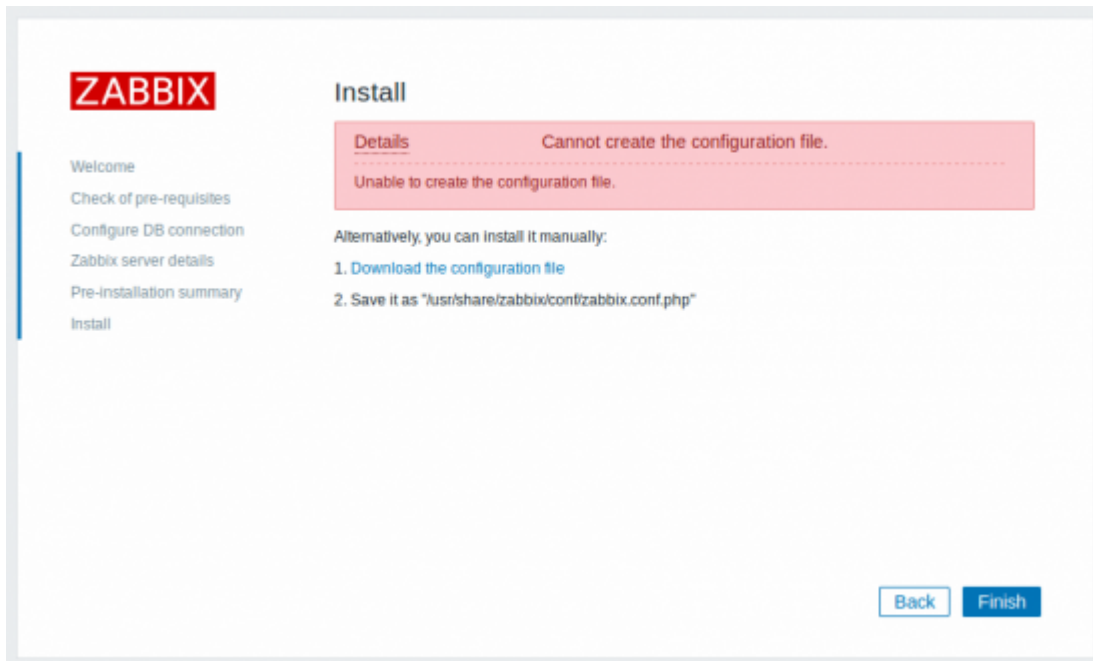 ZABBIX
Welcome
Check of pre-requisites
Configure DB connection
Zabbix server details
Pre-installation summary
Install
Install
Details Cannot create the configuration file.
Unable to create the configuration file.
Alternatively, you can install it manually:
1. Download the configuration file
2. Save it as "/usr/share/zabbix/conf/zabbix.conf.php"
Back Finish